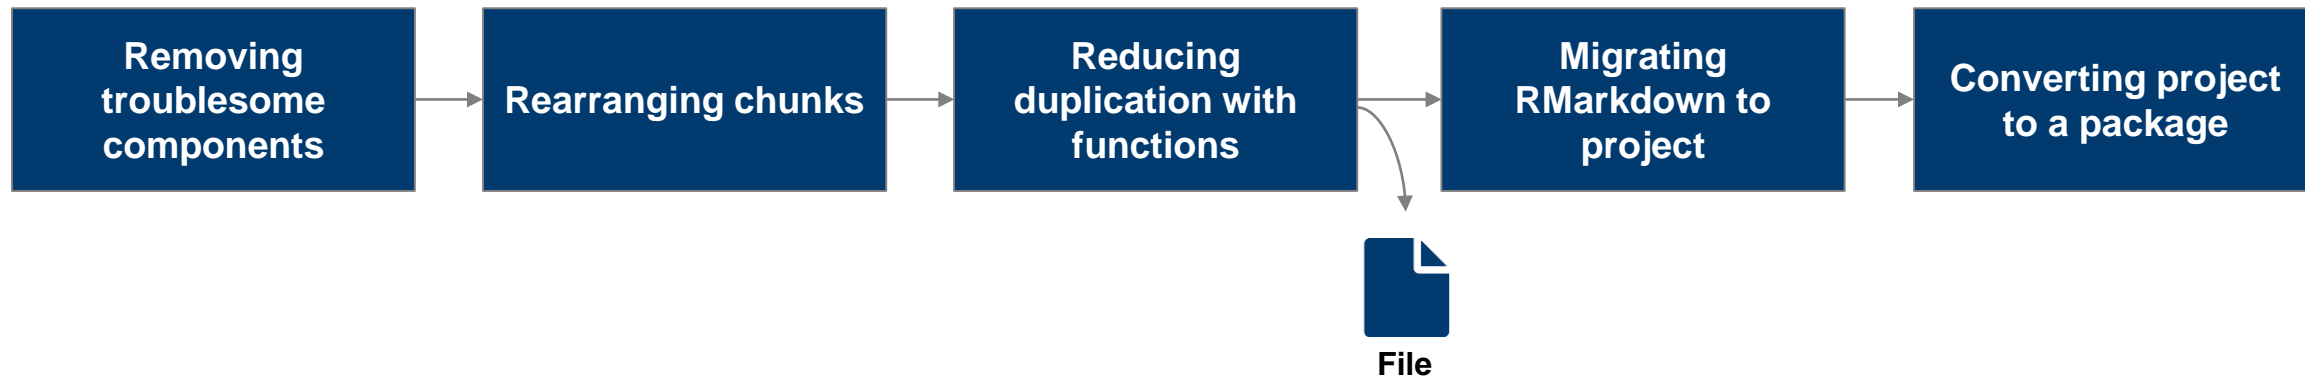 Removing
troublesome
components
Rearranging chunks
Reducing
duplication with
functions
Migrating
RMarkdown to
project
Converting project
to a package
File